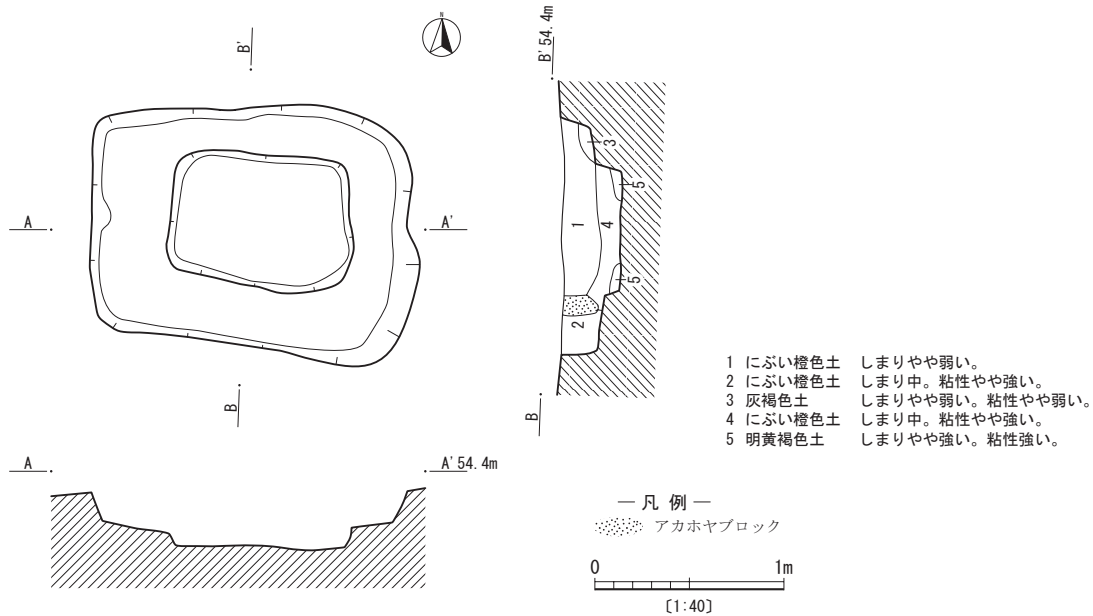 N
B'
B' 54.4m
A
A'
B
B
A
A' 54.4m
1
2
3
4
5
5
1 にぶい橙色土 しまりやや弱い。
2 にぶい橙色土 しまり中。粘性やや強い。
3 灰褐色土 しまりやや弱い。粘性やや弱い。
4 にぶい橙色土 しまり中。粘性やや強い。
5 明黄褐色土 しまりやや強い。粘性強い。
― 凡 例 ―
アカホヤブロック
0 1m
〔1:40〕